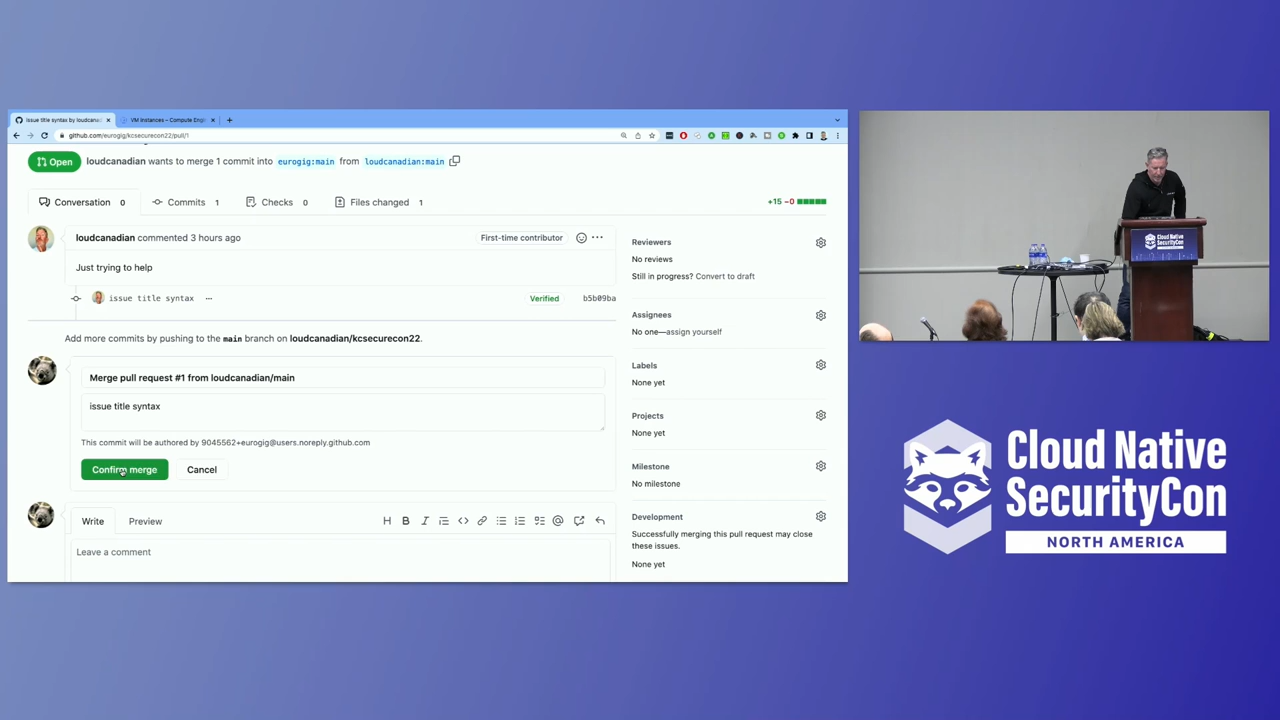 issue title syntax by loudcanad
VM instances – Compute Engi
github.com/eurogig/kcsecurecon22/pull/1
Open
loudcanadian wants to merge 1 commit into eurogig:main from loudcanadian:main
Conversation 0
Commits 1
Checks 0
Files changed 1
+15 −0
loudcanadian commented 3 hours ago
First-time contributor
Just trying to help
issue title syntax
Verified
b5b09ba
Add more commits by pushing to the main branch on loudcanadian/kcsecurecon22.
Merge pull request #1 from loudcanadian/main
issue title syntax
This commit will be authored by 9045562+eurogig@users.noreply.github.com
Confirm merge
Cancel
Write
Preview
Leave a comment
Reviewers
No reviews
Still in progress? Convert to draft
Assignees
No one—assign yourself
Labels
None yet
Projects
None yet
Milestone
No milestone
Development
Successfully merging this pull request may close
these issues.
None yet
Cloud Native
SecurityCon
Cloud Native
SecurityCon
NORTH AMERICA